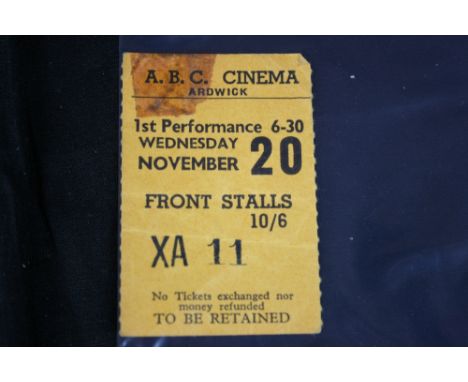 A.B.C. CINEMA
ARDWICK
1st Performance 6-30
WEDNESDAY
NOVEMBER 20
FRONT STALLS
10/6
XA 11
No Tickets exchanged nor
money refunded
TO BE RETAINED